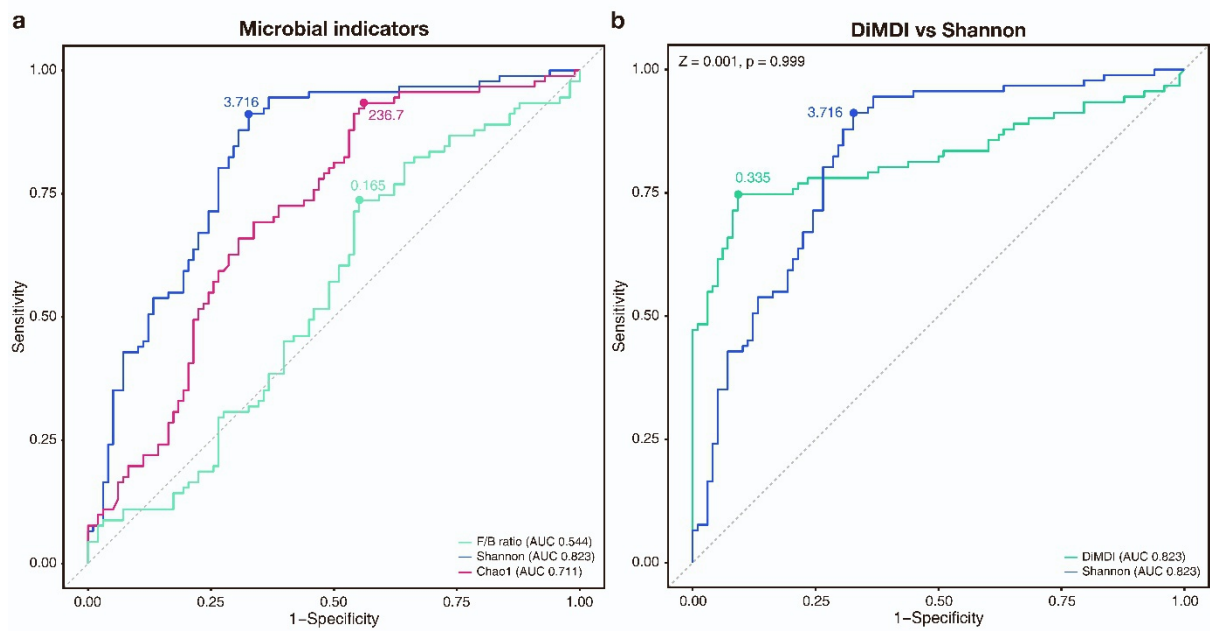 a
Microbial indicators
1.00
0.75
0.50
0.25
0.00
Sensitivity
3.716
236.7
0.165
F/B ratio (AUC 0.544)
Shannon (AUC 0.823)
Chao1 (AUC 0.711)
0.00 0.25 0.50 0.75 1.00
1-Specificity
b
DiMDI vs Shannon
Z = 0.001, p = 0.999
1.00
0.75
0.50
0.25
0.00
Sensitivity
3.716
0.335
DiMDI (AUC 0.823)
Shannon (AUC 0.823)
0.00 0.25 0.50 0.75 1.00
1-Specificity